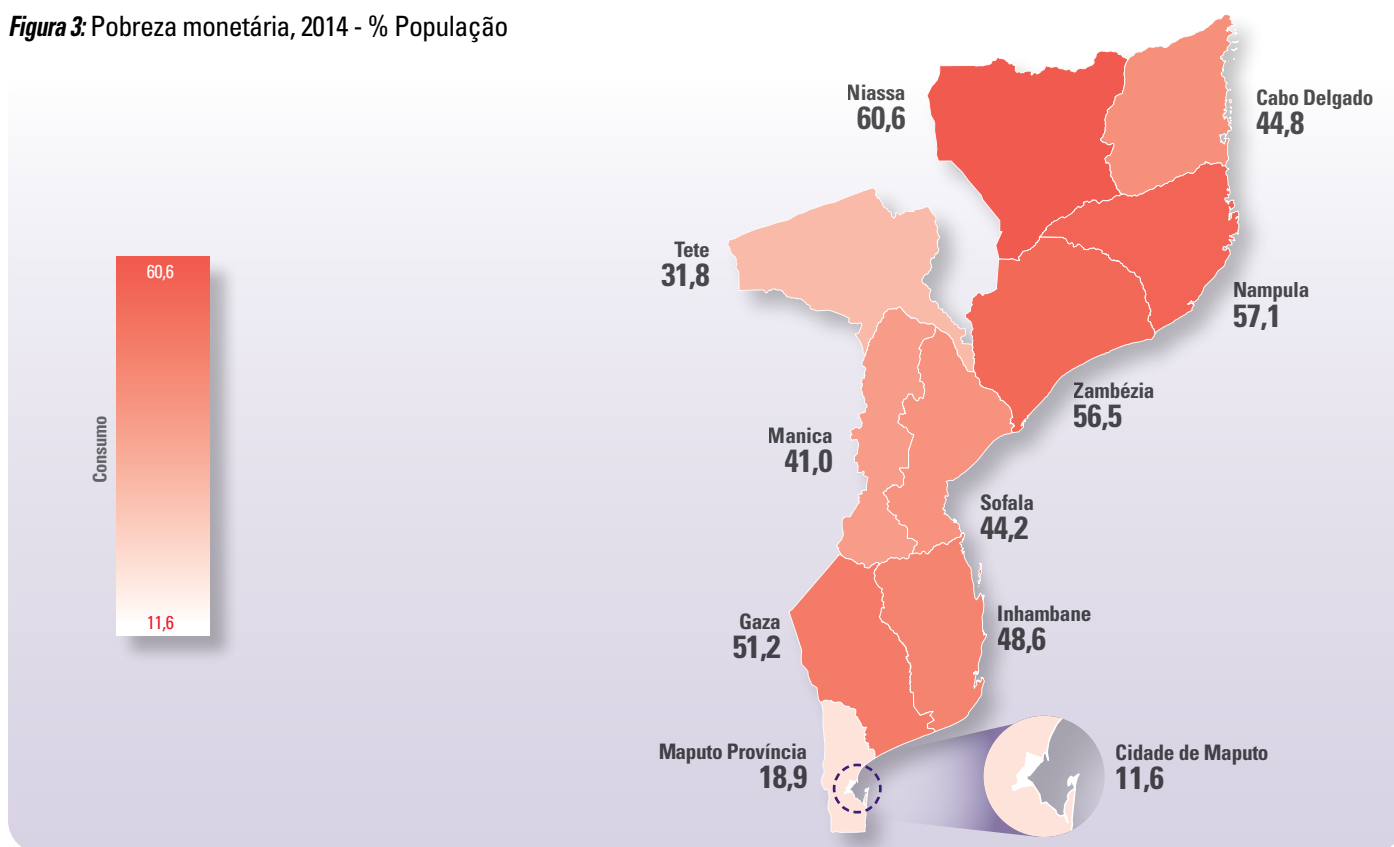 Figura 3: Pobreza monetária, 2014 - % População
Niassa
60,6
Cabo Delgado
44,8
Tete
31,8
Nampula
57,1
Zambézia
56,5
Manica
41,0
Sofala
44,2
Gaza
51,2
Inhambane
48,6
Maputo Província
18,9
Cidade de Maputo
11,6
Consumo
60,6
11,6